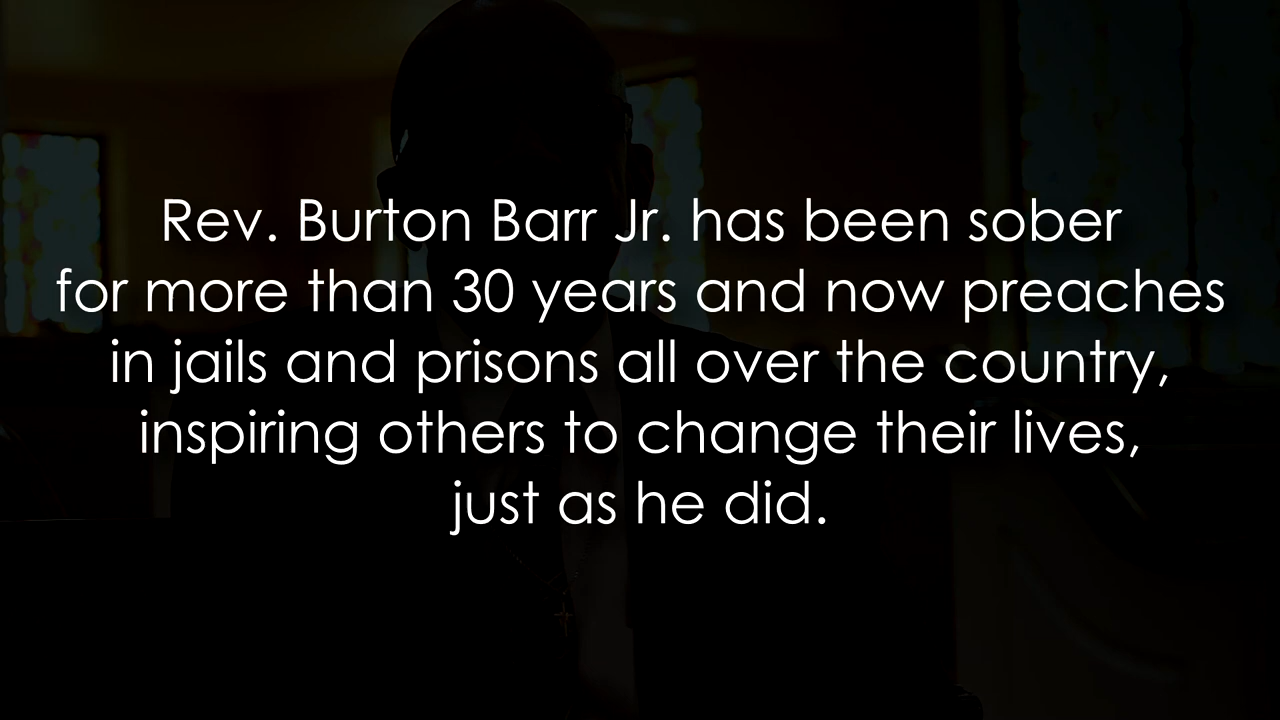 Rev. Burton Barr Jr. has been sober
for more than 30 years and now preaches
in jails and prisons all over the country,
inspiring others to change their lives,
just as he did.